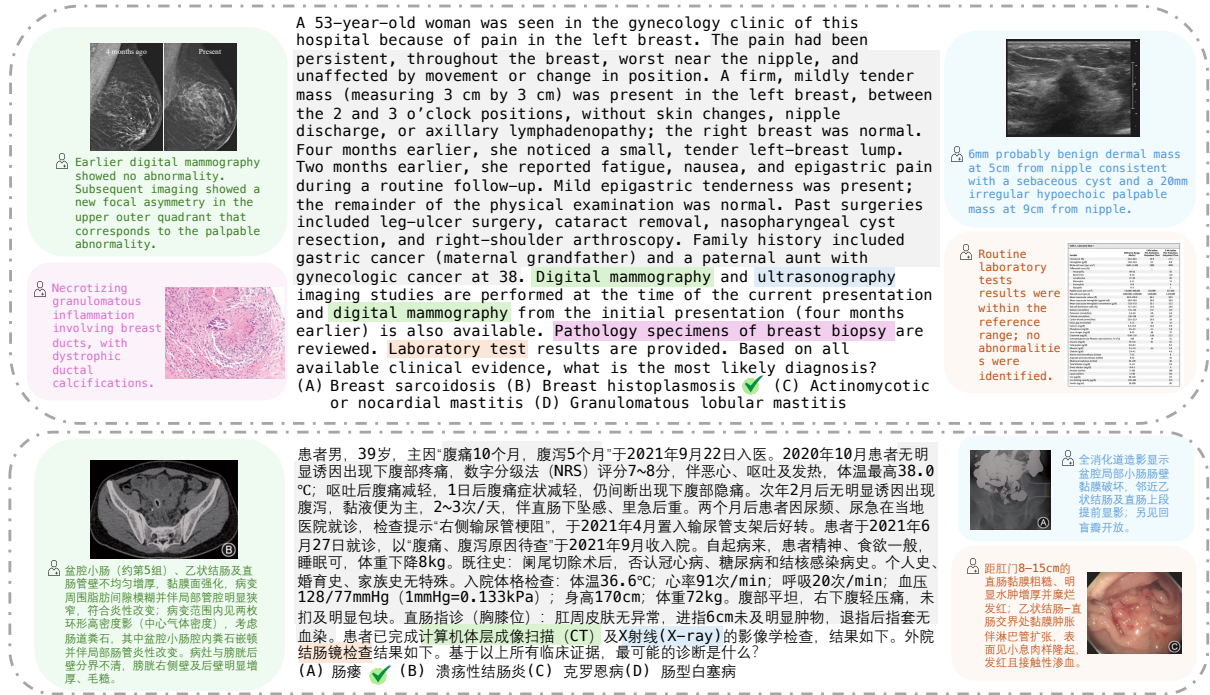 A 53-year-old woman was seen in the gynecology clinic of this
hospital because of pain in the left breast. The pain had been
persistent, throughout the breast, worst near the nipple, and
unaffected by movement or change in position. A firm, mildly tender
mass (measuring 3 cm by 3 cm) was present in the left breast, between
the 2 and 3 o'clock positions, without skin changes, nipple
discharge, or axillary lymphadenopathy; the right breast was normal.
Four months earlier, she noticed a small, tender left-breast lump.
Two months earlier, she reported fatigue, nausea, and epigastric pain
during a routine follow-up. Mild epigastric tenderness was present;
the remainder of the physical examination was normal. Past surgeries
included leg-ulcer surgery, cataract removal, nasopharyngeal cyst
resection, and right-shoulder arthroscopy. Family history included
gastric cancer (maternal grandfather) and a paternal aunt with
gynecologic cancer at 38. Digital mammography and ultrasonography
imaging studies are performed at the time of the current presentation
and digital mammography from the initial presentation (four months
earlier) is also available. Pathology specimens of breast biopsy are
reviewed. Laboratory test results are provided. Based on all
available clinical evidence, what is the most likely diagnosis?
(A) Breast sarcoidosis (B) Breast histoplasmosis (C) Actinomycotic
or nocardial mastitis (D) Granulomatous lobular mastitis
4 months ago
Present
Earlier digital mammography
showed no abnormality.
Subsequent imaging showed a
new focal asymmetry in the
upper outer quadrant that
corresponds to the palpable
abnormality.
Necrotizing
granulomatous
inflammation
involving breast
ducts, with
dystrophic
ductal
calcifications.
6mm probably benign dermal mass
at 5cm from nipple consistent
with a sebaceous cyst and a 20mm
irregular hypoechoic palpable
mass at 9cm from nipple.
Routine
laboratory
tests
results were
within the
reference
range; no
abnormalitie
s were
identified.
患者男，39岁，主因“腹痛10个月，腹泻5个月”于2021年9月22日入医。2020年10月患者无明
显诱因出现下腹部疼痛，数字分级法（NRS）评分7~8分，伴恶心、呕吐及发热，体温最高38.0
℃；呕吐后腹痛减轻，1日后腹痛症状减轻，仍间断出现下腹部隐痛。次年2月后无明显诱因出现
腹泻，黏液便为主，2~3次/天，伴直肠下坠感、里急后重。两个月后患者因尿频、尿急在当地
医院就诊，检查提示“右侧输尿管梗阻”，于2021年4月置入输尿管支架后好转。患者于2021年6
月27日就诊，以“腹痛、腹泻原因待查”于2021年9月收入院。自起病来，患者精神、食欲一般，
睡眠可，体重下降8kg。既往史：阑尾切除术后，否认冠心病、糖尿病和结核感染病史。个人史、
婚育史、家族史无特殊。入院体格检查：体温36.6℃；心率91次/min；呼吸20次/min；血压
128/77mmHg（1mmHg=0.133kPa）；身高170cm；体重72kg。腹部平坦，右下腹轻压痛，未
扪及明显包块。直肠指诊（胸膝位）：肛周皮肤无异常，进指6cm未及明显肿物，退指后指套无
血染。患者已完成计算机体层成像扫描（CT）及X射线(X-ray)的影像学检查，结果如下。外院
结肠镜检查结果如下。基于以上所有临床证据，最可能的诊断是什么？
(A) 肠瘘 (B) 溃疡性结肠炎(C) 克罗恩病(D) 肠型白塞病
B
盆腔小肠（约第5组）、乙状结肠及直
肠管壁不均匀增厚，黏膜面强化，病变
周围脂肪间隙模糊并伴局部管腔明显狭
窄，符合炎性改变；病变范围内见两枚
环形高密度影（中心气体密度），考虑
肠道粪石，其中盆腔小肠腔内粪石嵌顿
并伴局部肠管炎性改变。病灶与膀胱后
壁分界不清，膀胱右侧壁及后壁明显增
厚、毛糙。
A
全消化道造影显示
盆腔局部小肠肠壁
黏膜破坏，邻近乙
状结肠及直肠上段
提前显影；另见回
盲瓣开放。
距肛门8—15cm的
直肠黏膜粗糙、明
显水肿增厚并糜烂
发红；乙状结肠—直
肠交界处黏膜肿胀
伴淋巴管扩张，表
面见小息肉样隆起，
发红且接触性渗血。
C